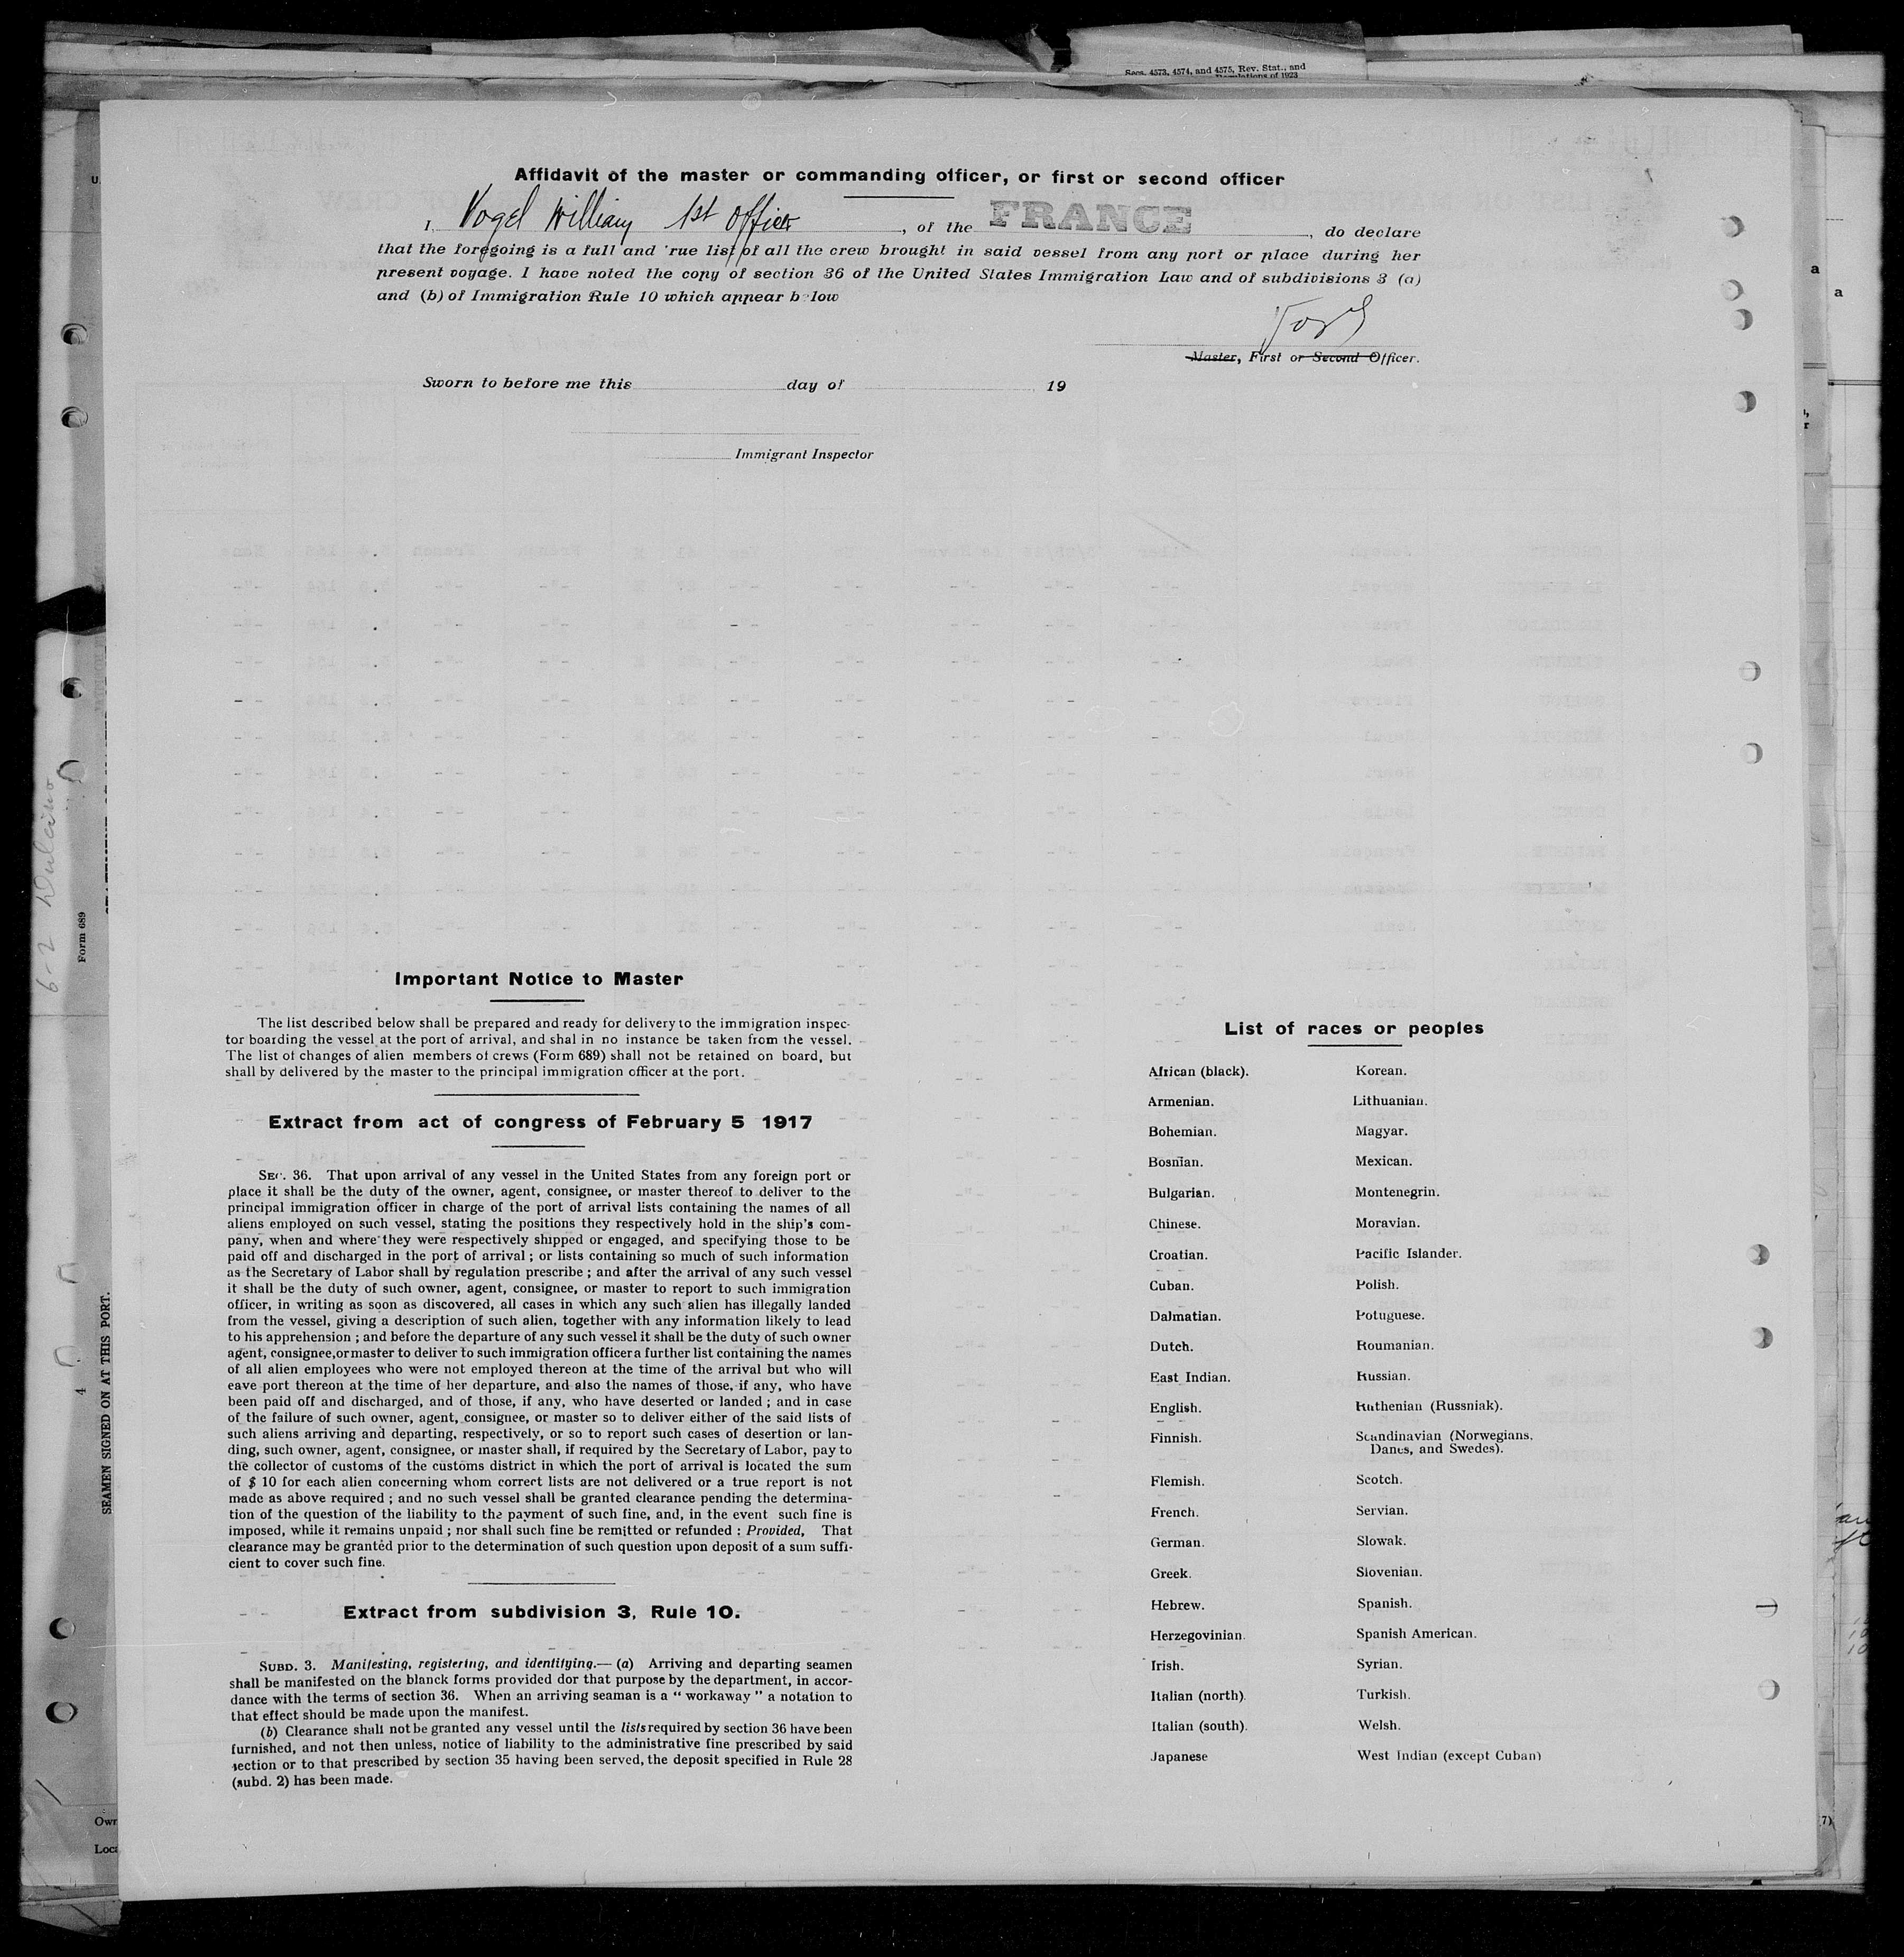 Secs. 4573, 4574, and 4575, Rev. Stat., and
Regulations of 1923
Affidavit of the master or commanding officer, or first or second officer
I, Vogel William 1st Officer, of the FRANCE, do declare
that the foregoing is a full and 'rue list of all the crew brought in said vessel from any port or place during her
present voyage. I have noted the copy of section 36 of the United States Immigration Law and of subdivisions 3 (a)
and (b) of Immigration Rule 10 which appear below
Vogel
Master, First or Second Officer.
Sworn to before me this day of 19
Immigrant Inspector
Important Notice to Master
The list described below shall be prepared and ready for delivery to the immigration inspec-
tor boarding the vessel at the port of arrival, and shal in no instance be taken from the vessel.
The list of changes of alien members of crews (Form 689) shall not be retained on board, but
shall by delivered by the master to the principal immigration officer at the port.
Extract from act of congress of February 5 1917
SEC. 36. That upon arrival of any vessel in the United States from any foreign port or
place it shall be the duty of the owner, agent, consignee, or master thereof to deliver to the
principal immigration officer in charge of the port of arrival lists containing the names of all
aliens employed on such vessel, stating the positions they respectively hold in the ship's com-
pany, when and where they were respectively shipped or engaged, and specifying those to be
paid off and discharged in the port of arrival ; or lists containing so much of such information
as the Secretary of Labor shall by regulation prescribe ; and after the arrival of any such vessel
it shall be the duty of such owner, agent, consignee, or master to report to such immigration
officer, in writing as soon as discovered, all cases in which any such alien has illegally landed
from the vessel, giving a description of such alien, together with any information likely to lead
to his apprehension ; and before the departure of any such vessel it shall be the duty of such owner
agent, consignee,ormaster to deliver to such immigration officer a further list containing the names
of all alien employees who were not employed thereon at the time of the arrival but who will
eave port thereon at the time of her departure, and also the names of those, if any, who have
been paid off and discharged, and of those, if any, who have deserted or landed ; and in case
of the failure of such owner, agent, consignee, or master so to deliver either of the said lists of
such aliens arriving and departing, respectively, or so to report such cases of desertion or lan-
ding, such owner, agent, consignee, or master shall, if required by the Secretary of Labor, pay to
the collector of customs of the customs district in which the port of arrival is located the sum
of $ 10 for each alien concerning whom correct lists are not delivered or a true report is not
made as above required ; and no such vessel shall be granted clearance pending the determina-
tion of the question of the liability to the payment of such fine, and, in the event such fine is
imposed, while it remains unpaid ; nor shall such fine be remitted or refunded : Provided, That
clearance may be granted prior to the determination of such question upon deposit of a sum suffi-
cient to cover such fine.
Extract from subdivision 3, Rule 10.
SUBD. 3. Manifesting, registering, and identifying.— (a) Arriving and departing seamen
shall be manifested on the blanck forms provided dor that purpose by the department, in accor-
dance with the terms of section 36. When an arriving seaman is a “ workaway ” a notation to
that effect should be made upon the manifest.
(b) Clearance shall not be granted any vessel until the lists required by section 36 have been
furnished, and not then unless, notice of liability to the administrative fine prescribed by said
section or to that prescribed by section 35 having been served, the deposit specified in Rule 28
(subd. 2) has been made.
List of races or peoples
African (black). Korean.
Armenian. Lithuanian.
Bohemian. Magyar.
Bosnian. Mexican.
Bulgarian. Montenegrin.
Chinese. Moravian.
Croatian. Pacific Islander.
Cuban. Polish.
Dalmatian. Potuguese.
Dutch. Roumanian.
East Indian. Russian.
English. Ruthenian (Russniak).
Finnish. Scandinavian (Norwegians,
Danes, and Swedes).
Flemish. Scotch.
French. Servian.
German. Slowak.
Greek. Slovenian.
Hebrew. Spanish.
Herzegovinian. Spanish American.
Irish. Syrian.
Italian (north). Turkish.
Italian (south). Welsh.
Japanese West Indian (except Cuban)
Form 689
SEAMEN SIGNED ON AT THIS PORT.
4